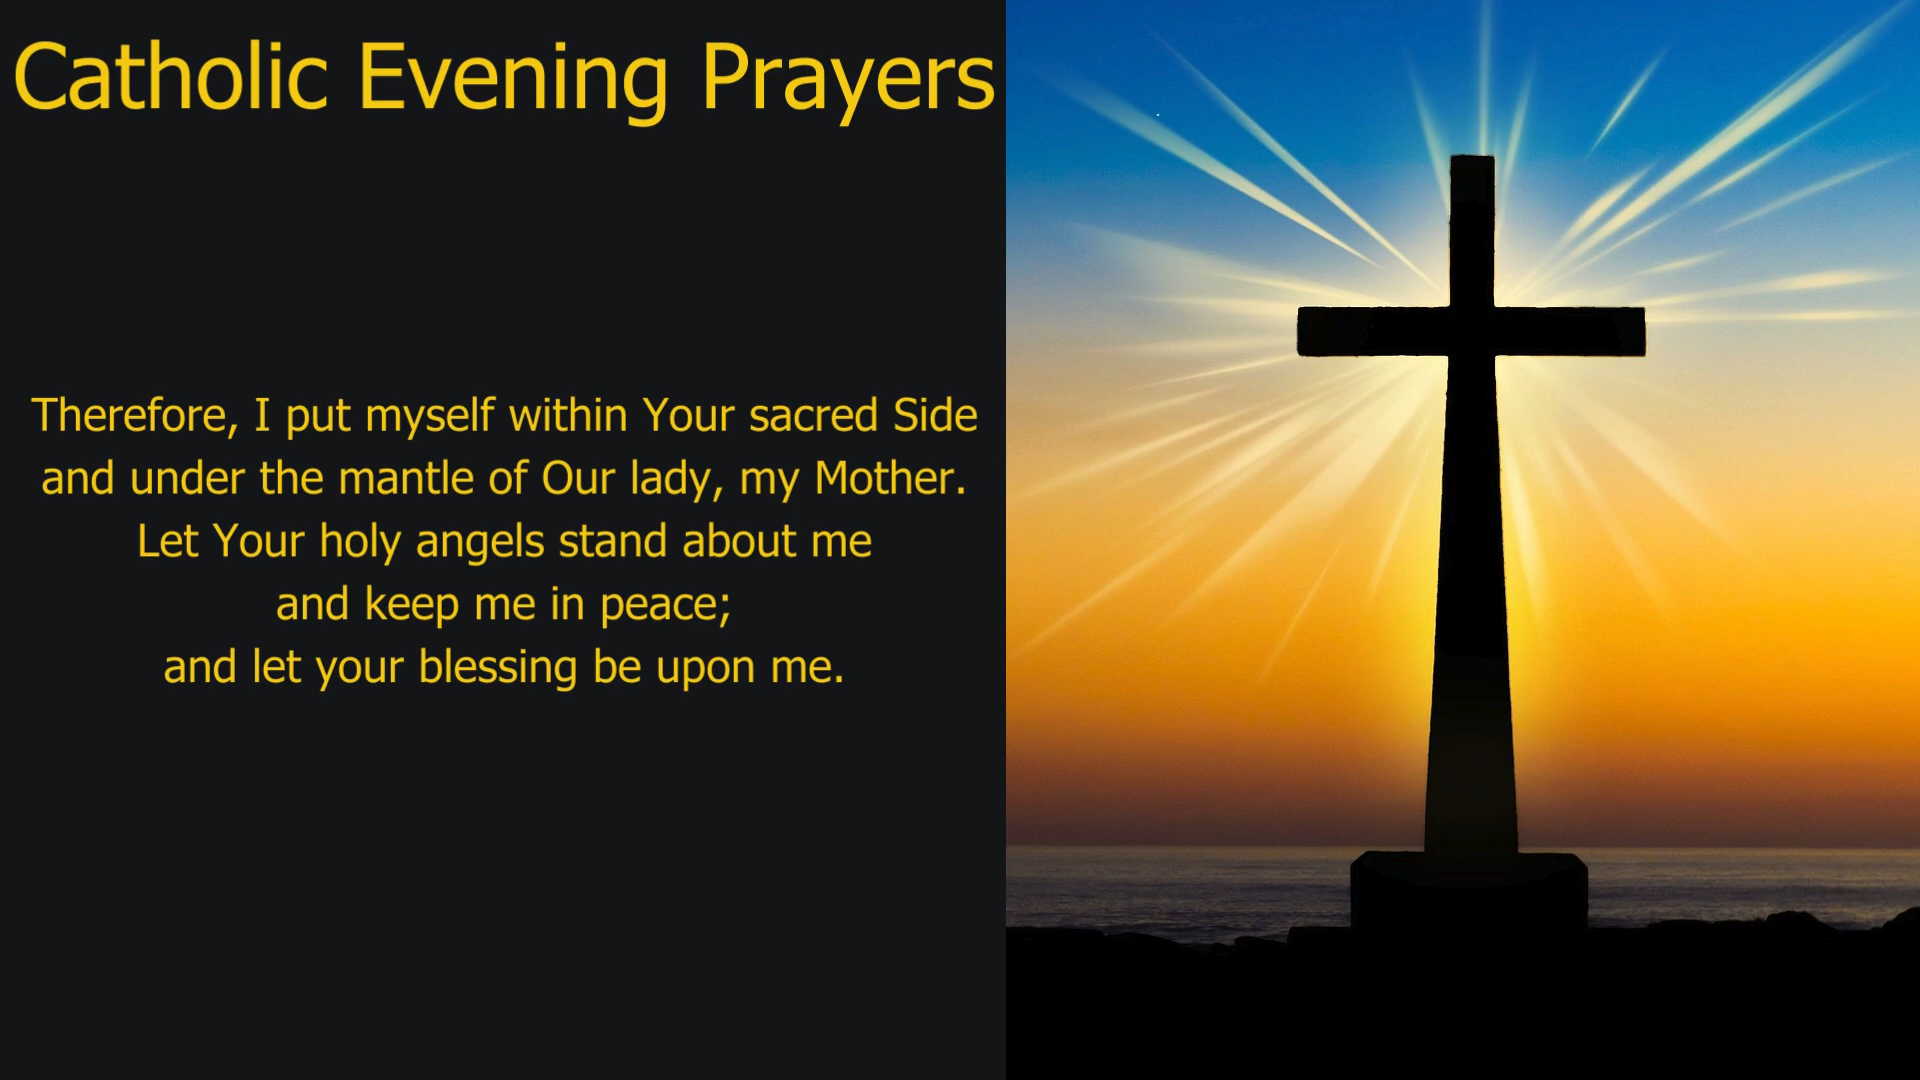 Catholic Evening Prayers
Therefore, I put myself within Your sacred Side
and under the mantle of Our lady, my Mother.
Let Your holy angels stand about me
and keep me in peace;
and let your blessing be upon me.